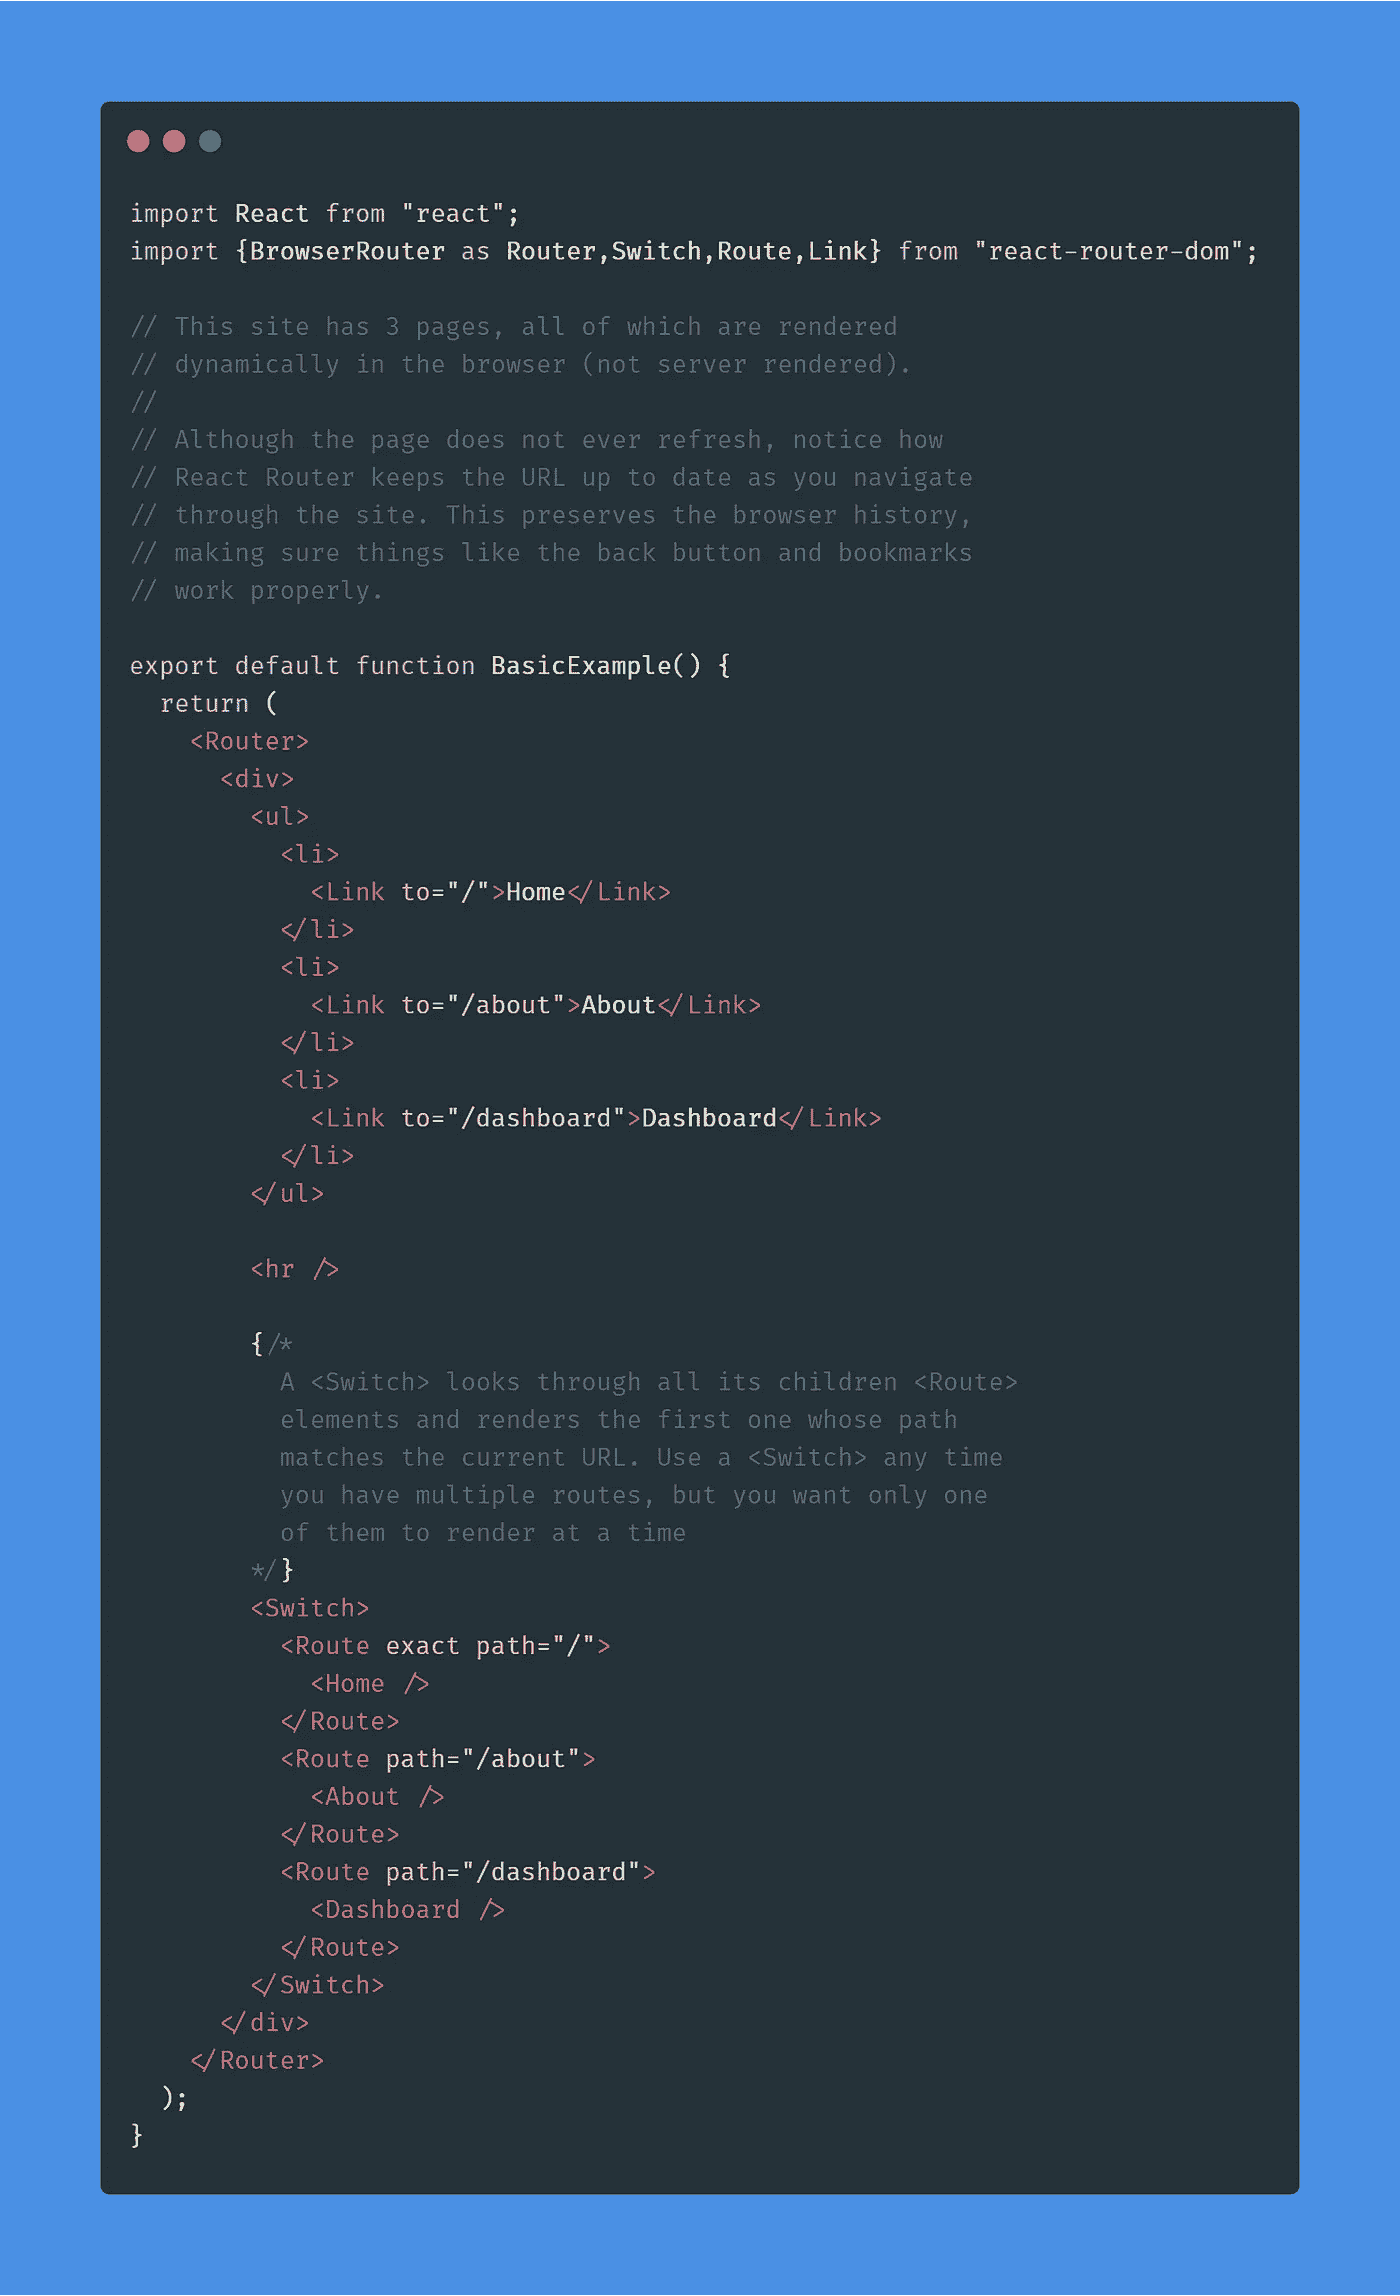 import React from "react";
import {BrowserRouter as Router,Switch,Route,Link} from "react-router-dom";
// This site has 3 pages, all of which are rendered
// dynamically in the browser (not server rendered).
//
// Although the page does not ever refresh, notice how
// React Router keeps the URL up to date as you navigate
// through the site. This preserves the browser history,
// making sure things like the back button and bookmarks
// work properly.
export default function BasicExample() {
  return (
    <Router>
      <div>
        <ul>
          <li>
            <Link to="/">Home</Link>
          </li>
          <li>
            <Link to="/about">About</Link>
          </li>
          <li>
            <Link to="/dashboard">Dashboard</Link>
          </li>
        </ul>
        <hr />
        {/*
          A <Switch> looks through all its children <Route>
          elements and renders the first one whose path
          matches the current URL. Use a <Switch> any time
          you have multiple routes, but you want only one
          of them to render at a time
        */}
        <Switch>
          <Route exact path="/">
            <Home />
          </Route>
          <Route path="/about">
            <About />
          </Route>
          <Route path="/dashboard">
            <Dashboard />
          </Route>
        </Switch>
      </div>
    </Router>
  );
}